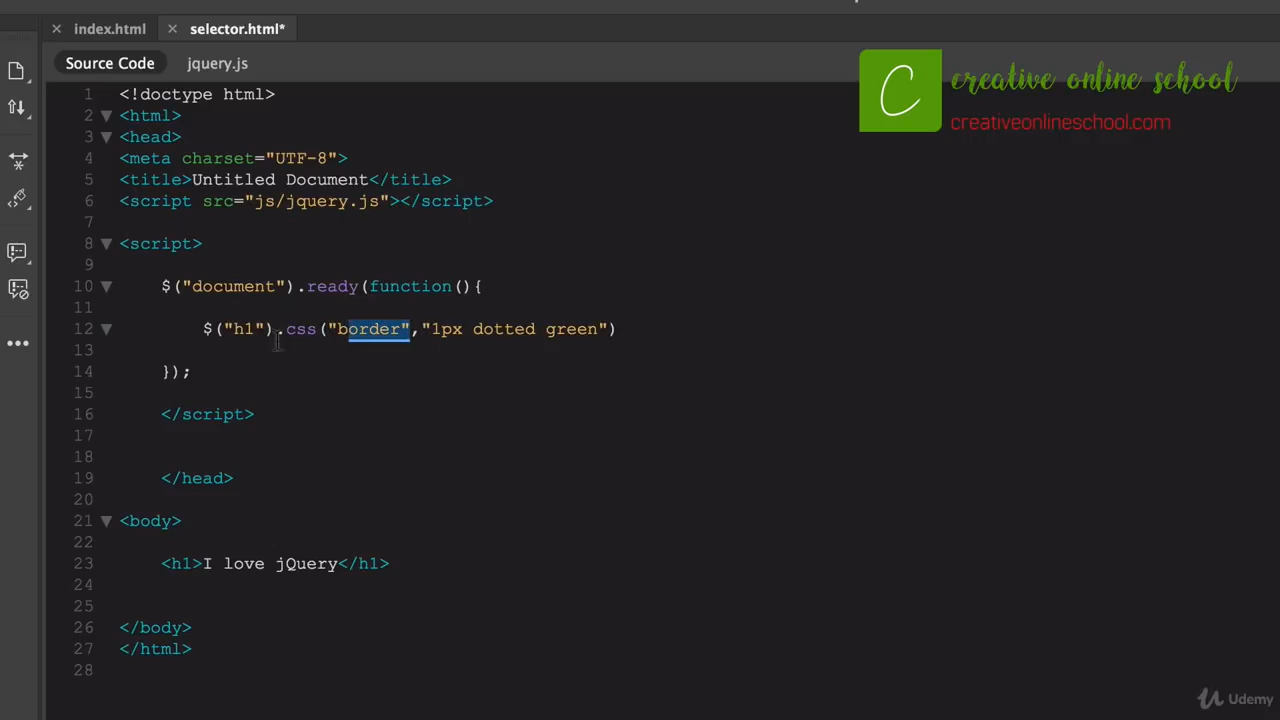 index.html
selector.html*
Source Code
jquery.js
C creative online school
creativeonlineschool.com
1 <!doctype html>
2 <html>
3 <head>
4 <meta charset="UTF-8">
5 <title>Untitled Document</title>
6 <script src="js/jquery.js"></script>
7
8 <script>
9
10 $("document").ready(function(){
11
12 $("h1").css("border","1px dotted green")
13
14 });
15
16 </script>
17
18
19 </head>
20
21 <body>
22
23 <h1>I love jQuery</h1>
24
25
26 </body>
27 </html>
28
Udemy